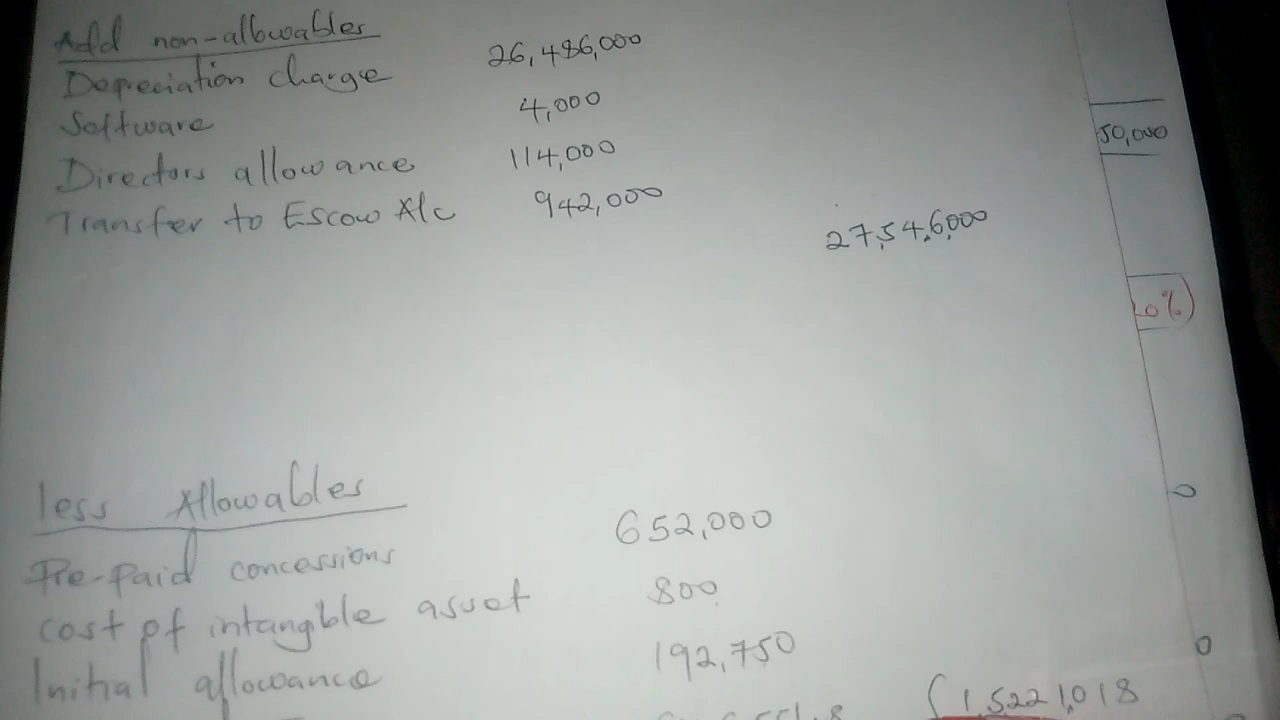 Add non-allowables
Depreciation charge 26,486,000
Software 4,000
50,000
Directors allowance 114,000
Transfer to Escow A/c 942,000
27,546,000
0%)
less Allowables
Pre-paid concessions 652,000
cost of intangible asset 800
Initial allowance 192,750
(1,5221,018